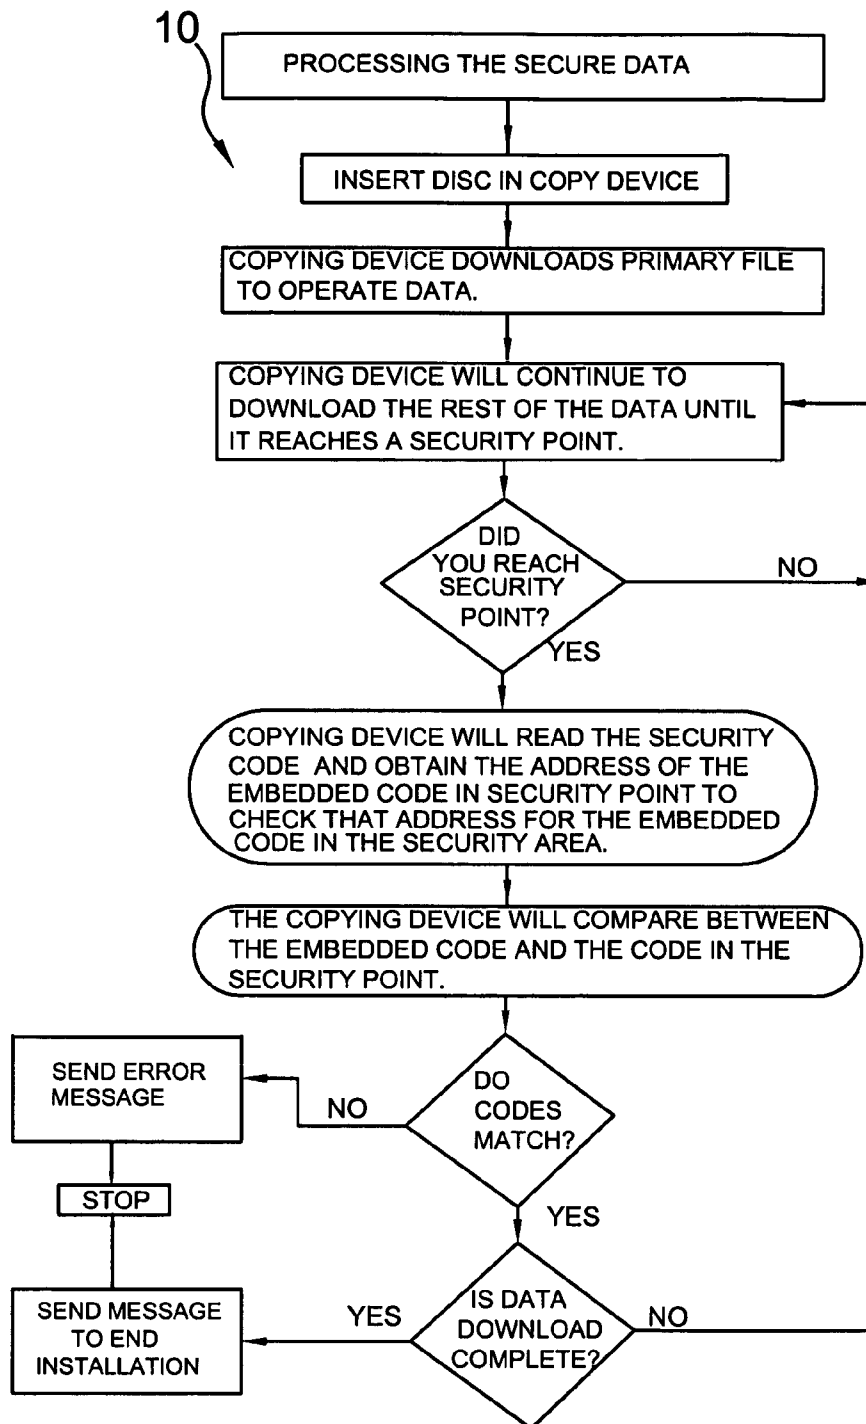 10
PROCESSING THE SECURE DATA
INSERT DISC IN COPY DEVICE
COPYING DEVICE DOWNLOADS PRIMARY FILE
TO OPERATE DATA.
COPYING DEVICE WILL CONTINUE TO
DOWNLOAD THE REST OF THE DATA UNTIL
IT REACHES A SECURITY POINT.
DID
YOU REACH
SECURITY
POINT?
NO
YES
COPYING DEVICE WILL READ THE SECURITY
CODE AND OBTAIN THE ADDRESS OF THE
EMBEDDED CODE IN SECURITY POINT TO
CHECK THAT ADDRESS FOR THE EMBEDDED
CODE IN THE SECURITY AREA.
THE COPYING DEVICE WILL COMPARE BETWEEN
THE EMBEDDED CODE AND THE CODE IN THE
SECURITY POINT.
DO
CODES
MATCH?
NO
SEND ERROR
MESSAGE
STOP
YES
IS DATA
DOWNLOAD
COMPLETE?
YES
NO
SEND MESSAGE
TO END
INSTALLATION